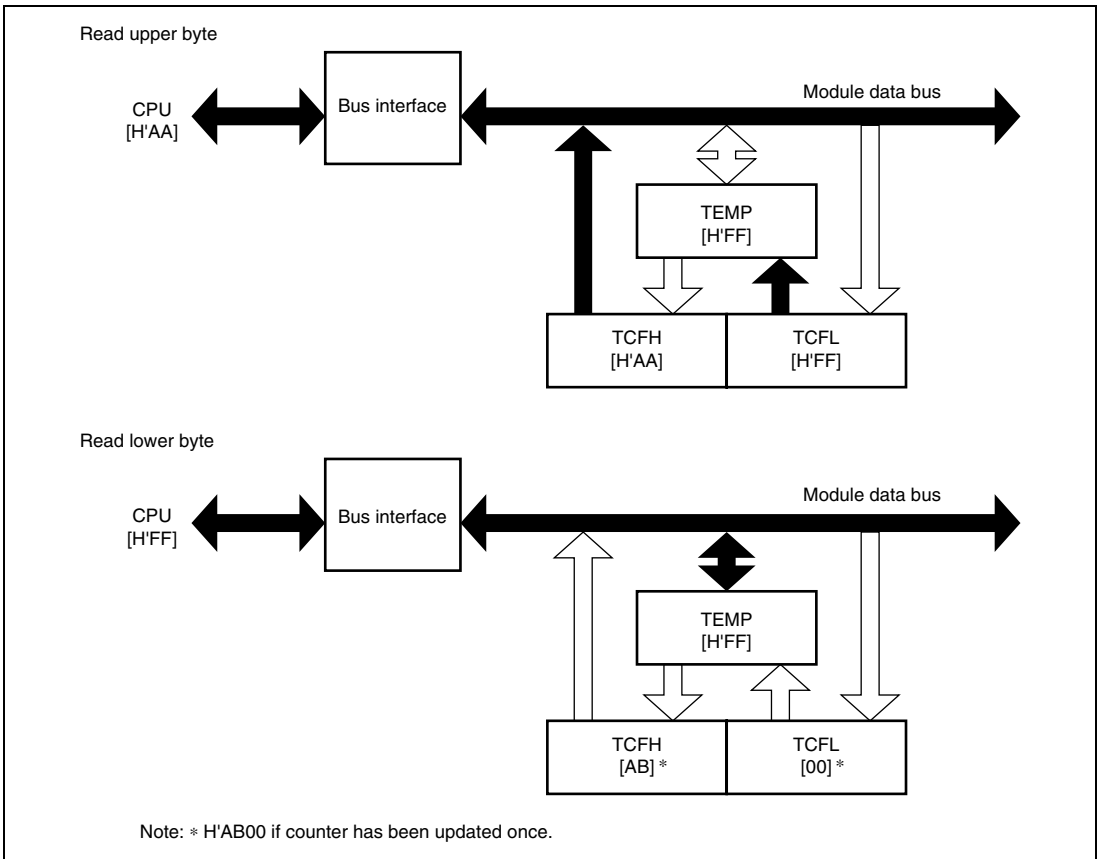 Read upper byte
CPU
[H'AA]
Bus interface
Module data bus
TEMP
[H'FF]
TCFH
[H'AA]
TCFL
[H'FF]
Read lower byte
CPU
[H'FF]
Bus interface
Module data bus
TEMP
[H'FF]
TCFH
[AB] *
TCFL
[00] *
Note: * H'AB00 if counter has been updated once.